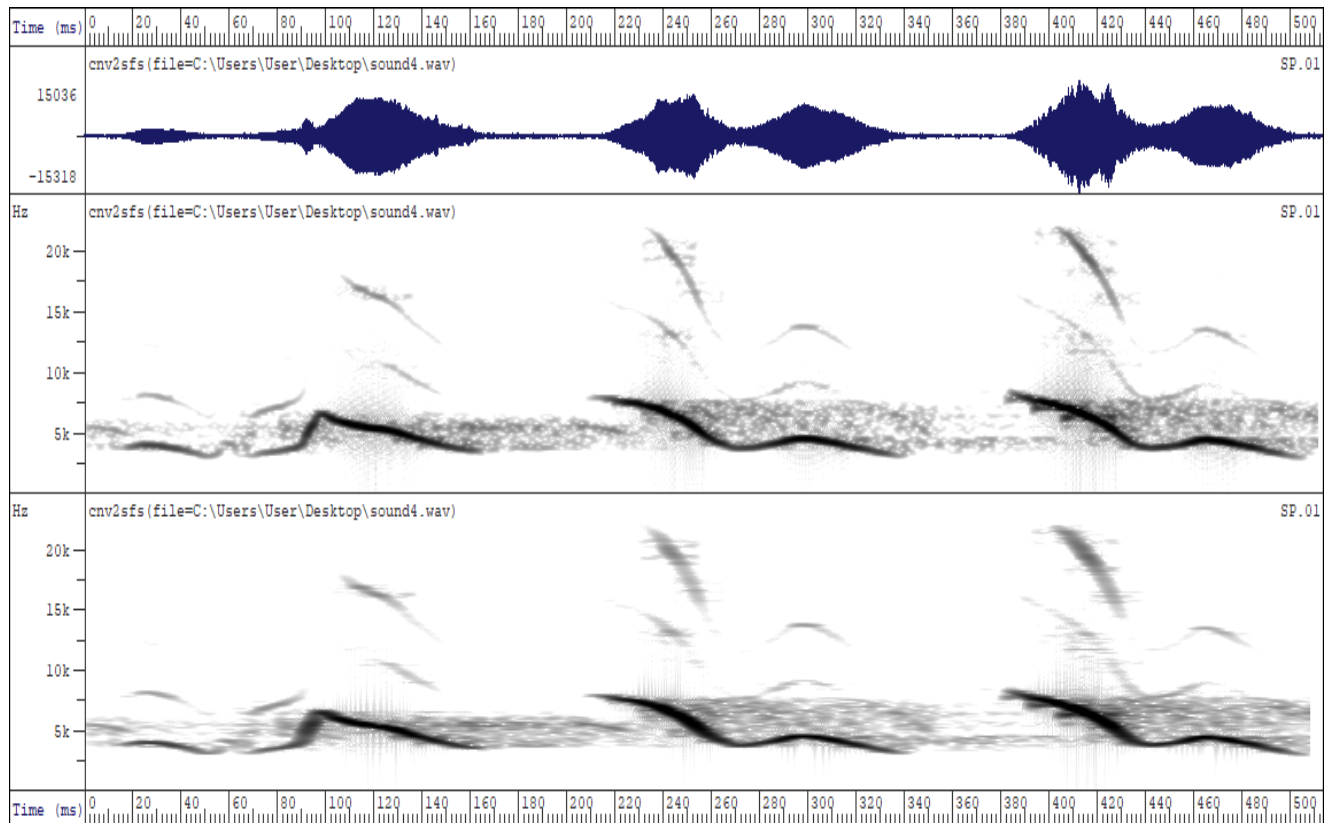 Time (ms) 0 20 40 60 80 100 120 140 160 180 200 220 240 260 280 300 320 340 360 380 400 420 440 460 480 500
cnv2sfs(file=C:\Users\User\Desktop\sound4.wav) SP.01
15036
-15318
Hz cnv2sfs(file=C:\Users\User\Desktop\sound4.wav) SP.01
20k
15k
10k
5k
Hz cnv2sfs(file=C:\Users\User\Desktop\sound4.wav) SP.01
20k
15k
10k
5k
Time (ms) 0 20 40 60 80 100 120 140 160 180 200 220 240 260 280 300 320 340 360 380 400 420 440 460 480 500